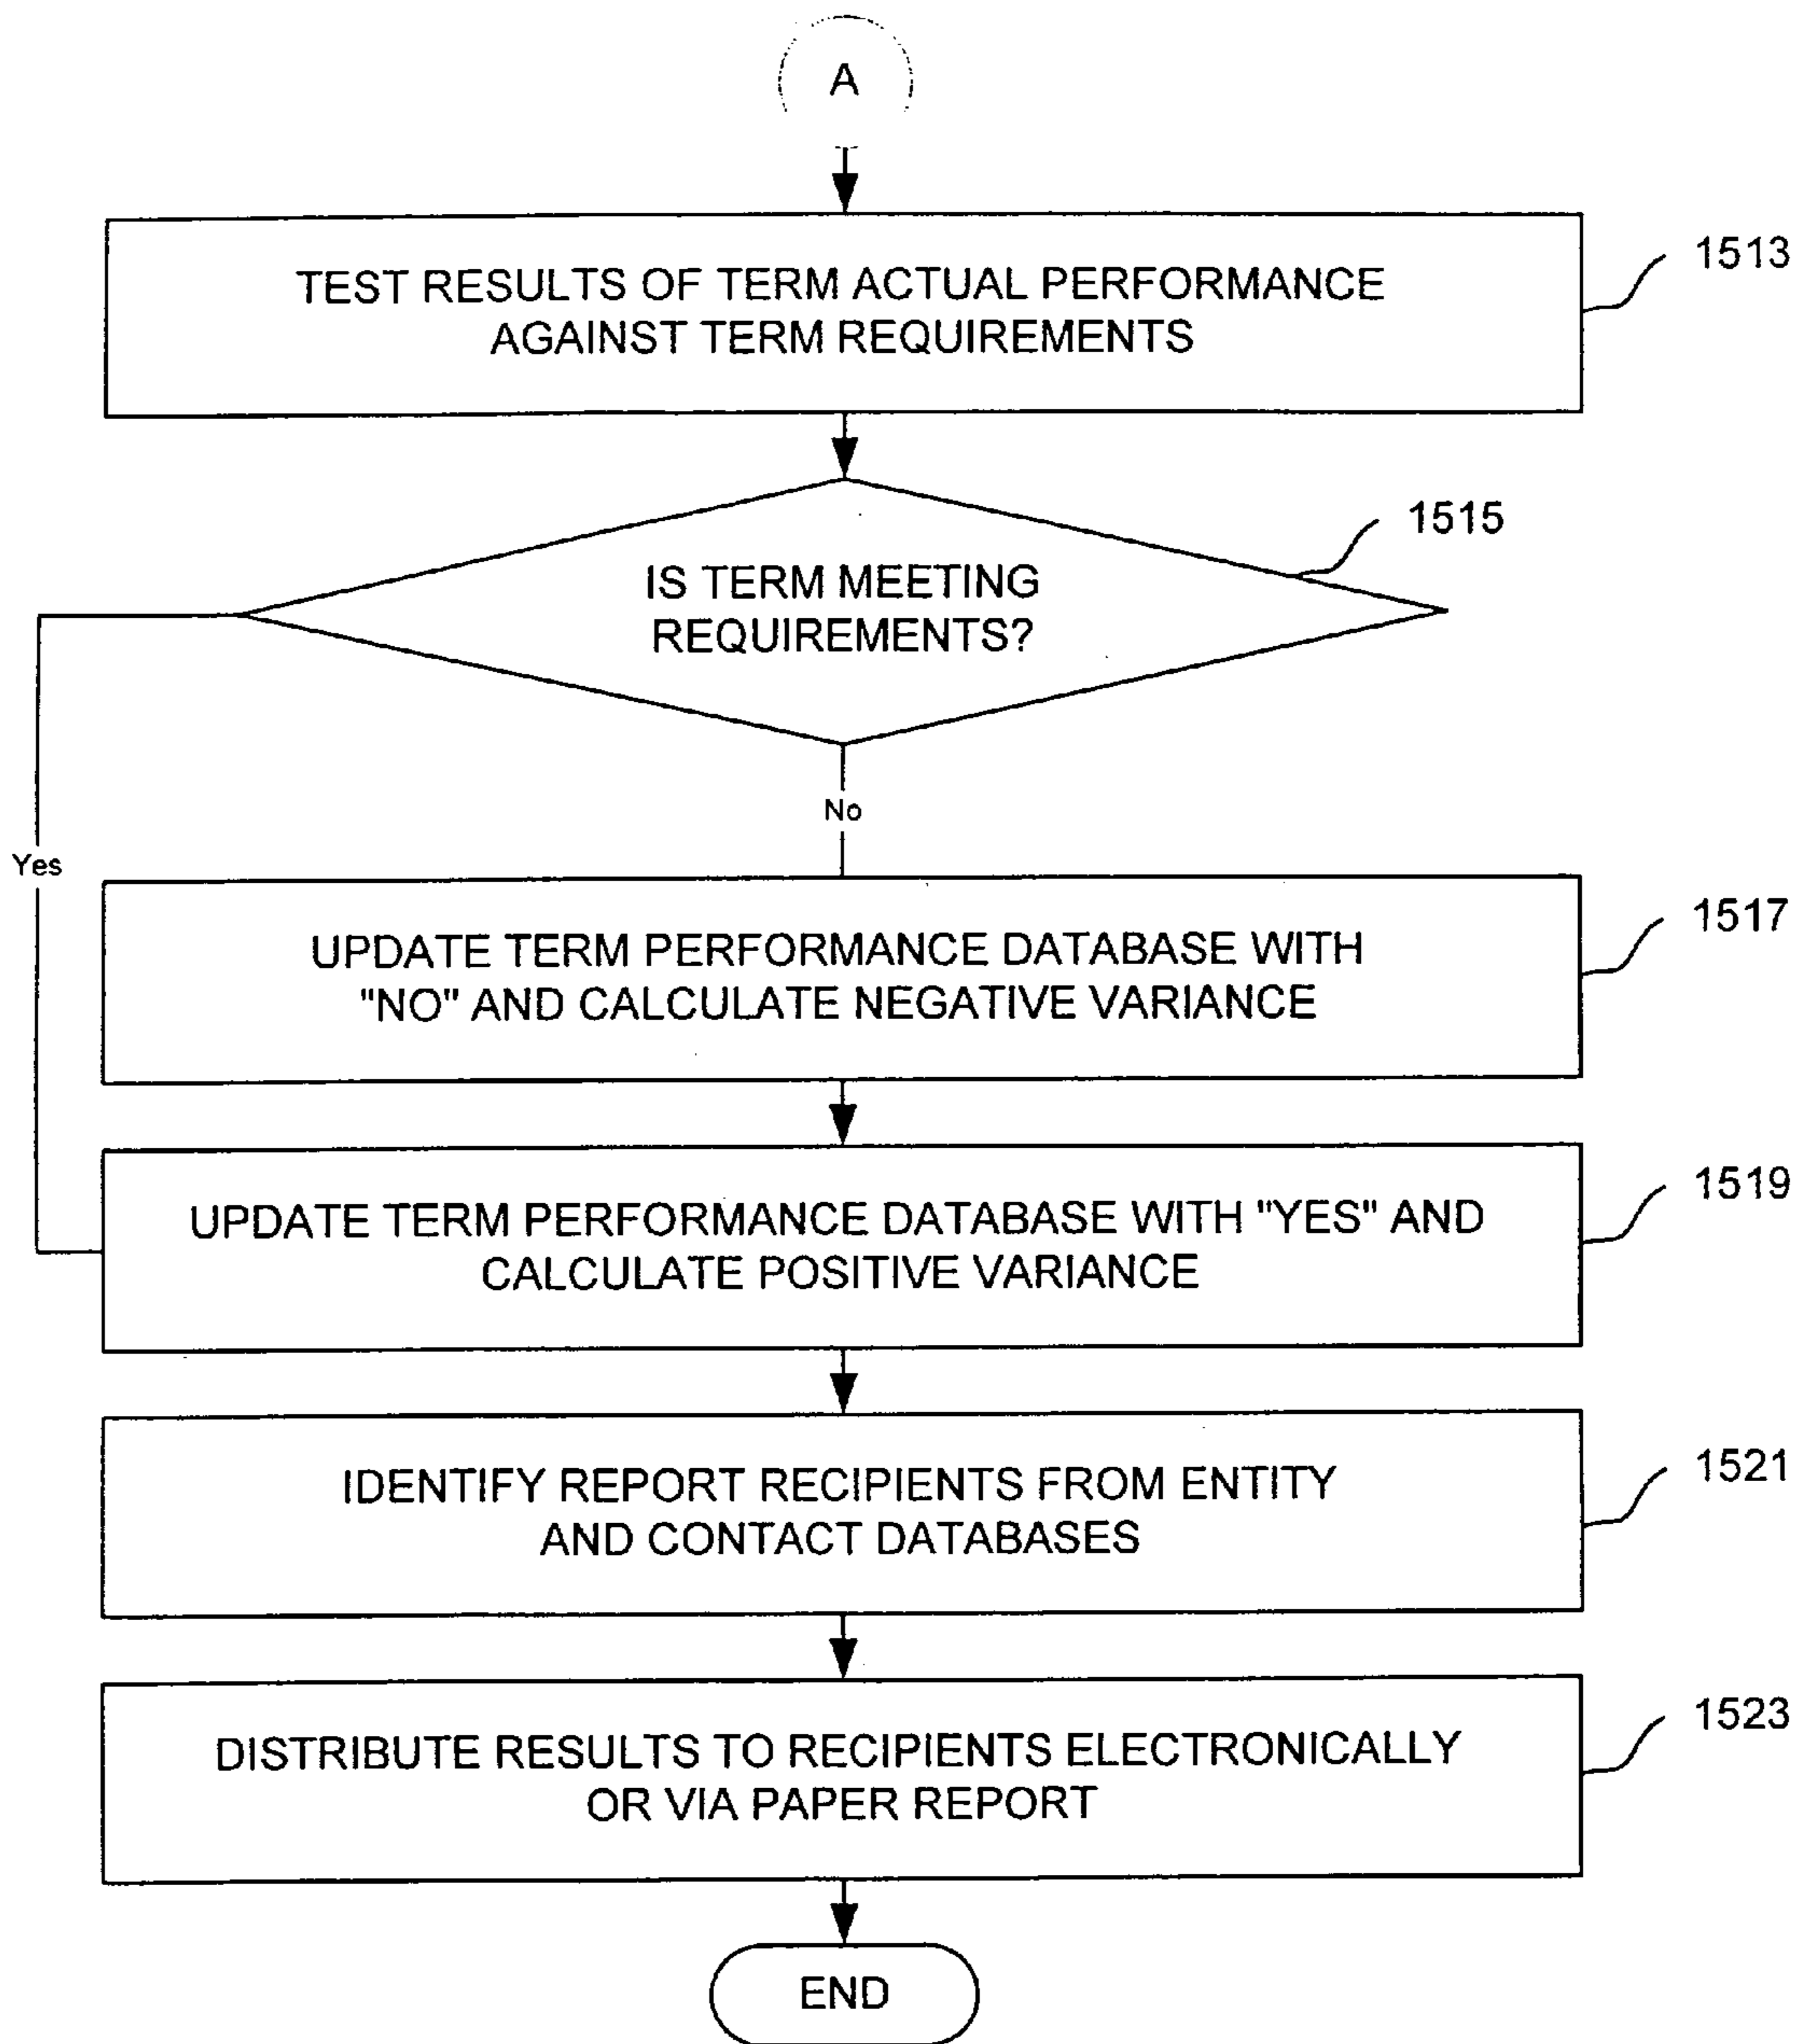 A
TEST RESULTS OF TERM ACTUAL PERFORMANCE
AGAINST TERM REQUIREMENTS
1513
IS TERM MEETING
REQUIREMENTS?
1515
No
Yes
UPDATE TERM PERFORMANCE DATABASE WITH
"NO" AND CALCULATE NEGATIVE VARIANCE
1517
UPDATE TERM PERFORMANCE DATABASE WITH "YES" AND
CALCULATE POSITIVE VARIANCE
1519
IDENTIFY REPORT RECIPIENTS FROM ENTITY
AND CONTACT DATABASES
1521
DISTRIBUTE RESULTS TO RECIPIENTS ELECTRONICALLY
OR VIA PAPER REPORT
1523
END